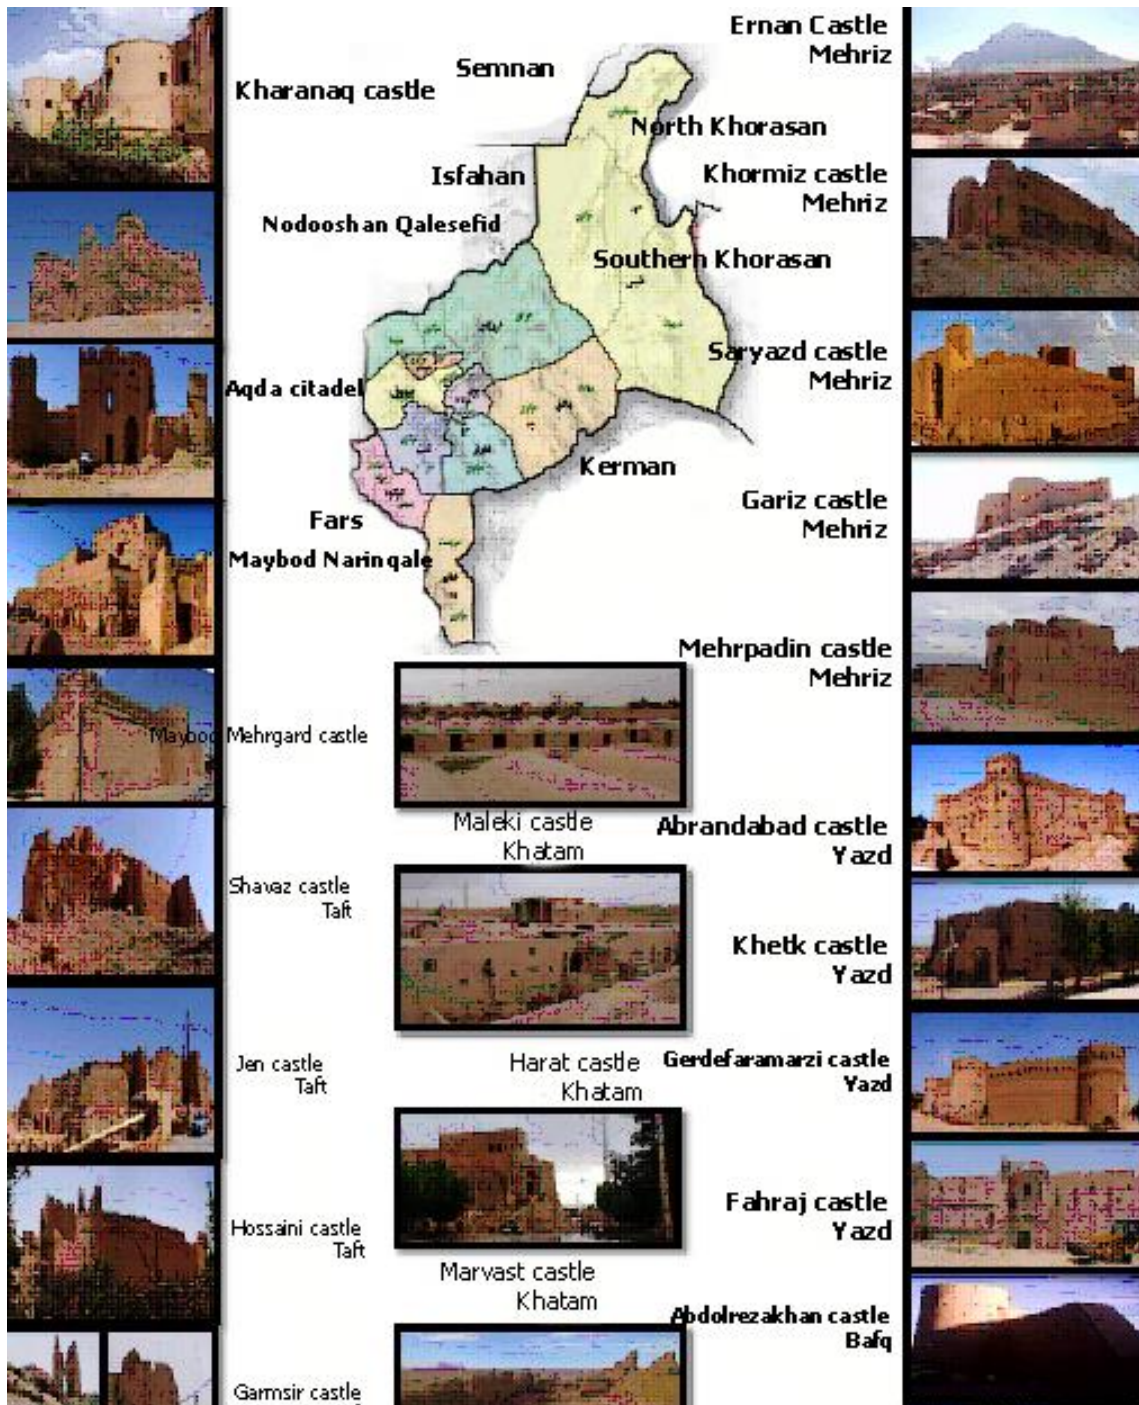 Ernan Castle
Mehriz
Semnan
Kharanaq castle
North Khorasan
Isfahan
Khormiz castle
Mehriz
Nodooshan Qalesefid
Southern Khorasan
Saryazd castle
Mehriz
Aqda citadel
Kerman
Gariz castle
Mehriz
Fars
Maybod Narinqale
Mehrpadin castle
Mehriz
Maybod Mehrgard castle
Maleki castle
Khatam
Abrandabad castle
Yazd
Shavaz castle
Taft
Khetk castle
Yazd
Jen castle
Taft
Harat castle
Khatam
Gerdefaramarzi castle
Yazd
Hossaini castle
Taft
Fahraj castle
Yazd
Marvast castle
Khatam
Abdolrezakhan castle
Bafq
Garmsir castle